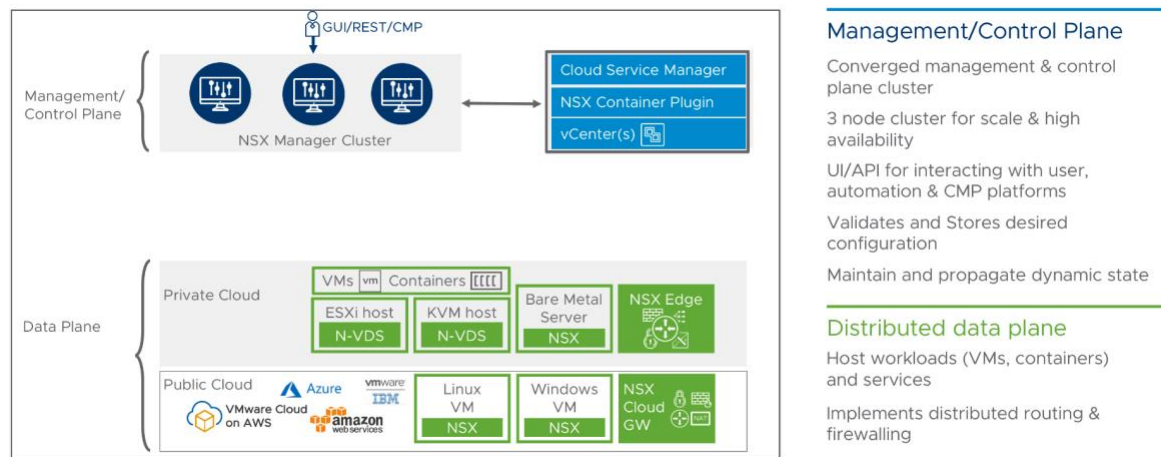 GUI/REST/CMP
Management/
Control Plane
NSX Manager Cluster
Cloud Service Manager
NSX Container Plugin
vCenter(s)
Data Plane
Private Cloud
VMs vm Containers
ESXi host
N-VDS
KVM host
N-VDS
Bare Metal
Server
NSX
NSX Edge
Public Cloud
Azure
vmware
IBM
VMware Cloud
on AWS
amazon
webservices
Linux
VM
NSX
Windows
VM
NSX
NSX
Cloud
GW
NAT
Management/Control Plane
Converged management & control
plane cluster
3 node cluster for scale & high
availability
UI/API for interacting with user,
automation & CMP platforms
Validates and Stores desired
configuration
Maintain and propagate dynamic state
Distributed data plane
Host workloads (VMs, containers)
and services
Implements distributed routing &
firewalling